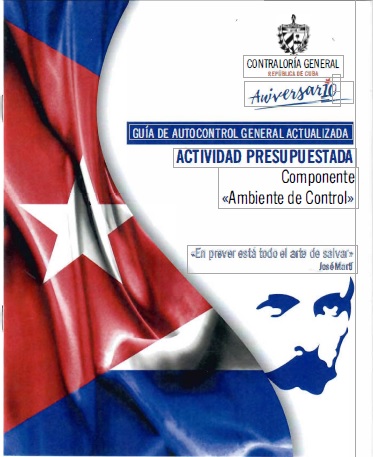 CONTRALORÍA GENERAL
REPÚBLICA DE CUBA
Aniversario 10
GUÍA DE AUTOCONTROL GENERAL ACTUALIZADA
ACTIVIDAD PRESUPUESTADA
Componente
«Ambiente de Control»
«En prever está todo el arte de salvar»
José Martí